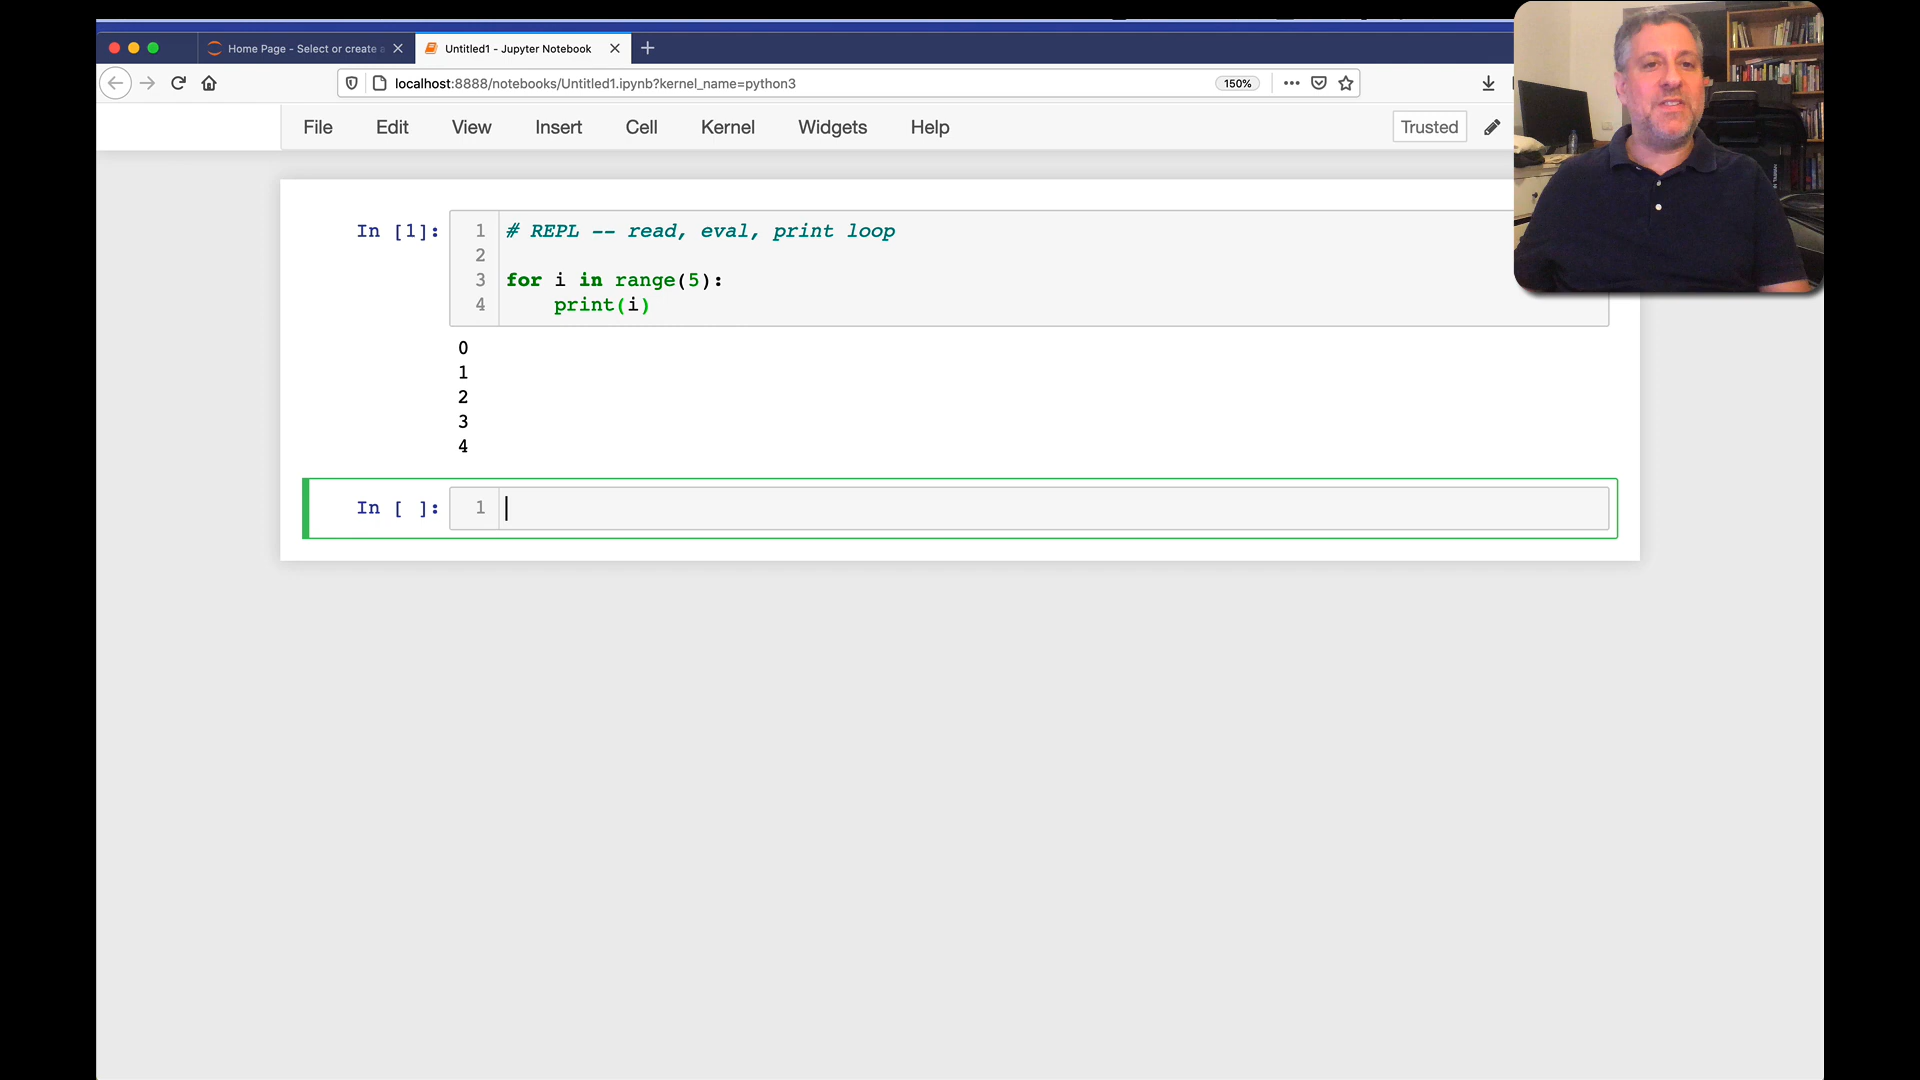 Home Page - Select or create a
Untitled1 - Jupyter Notebook
localhost:8888/notebooks/Untitled1.ipynb?kernel_name=python3
150%
File Edit View Insert Cell Kernel Widgets Help
Trusted
In [1]:
1 # REPL -- read, eval, print loop
2
3 for i in range(5):
4     print(i)
0
1
2
3
4
In [ ]:
1